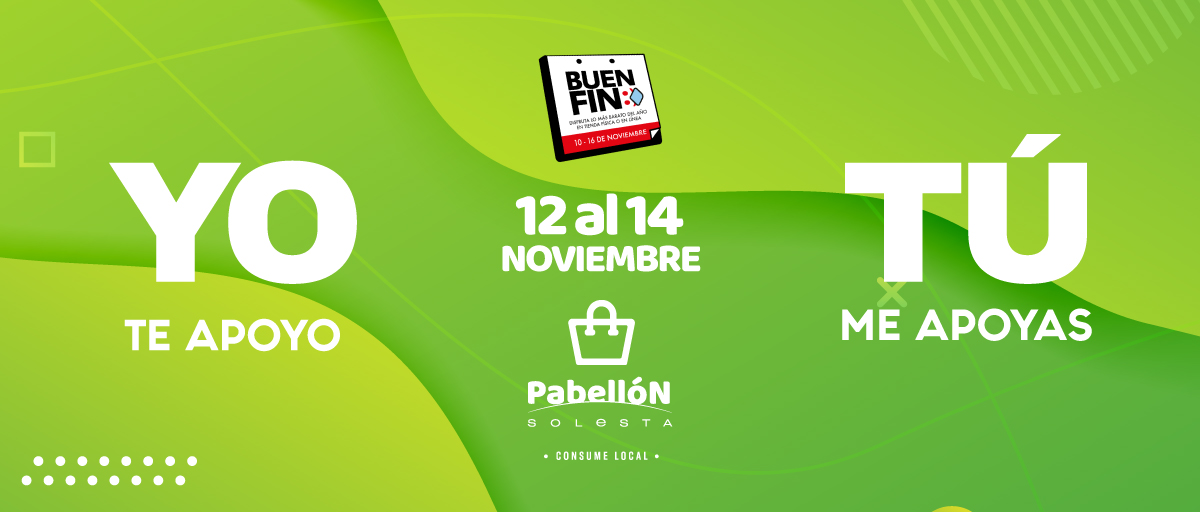 YO
TE APOYO
BUEN
FIN
DISFRUTA LO MÁS BARATO DEL AÑO
EN TIENDA FÍSICA O EN LÍNEA
10 - 16 DE NOVIEMBRE
12 al 14
NOVIEMBRE
PabellóN
SOLeSTA
• CONSUME LOCAL •
TÚ
ME APOYAS